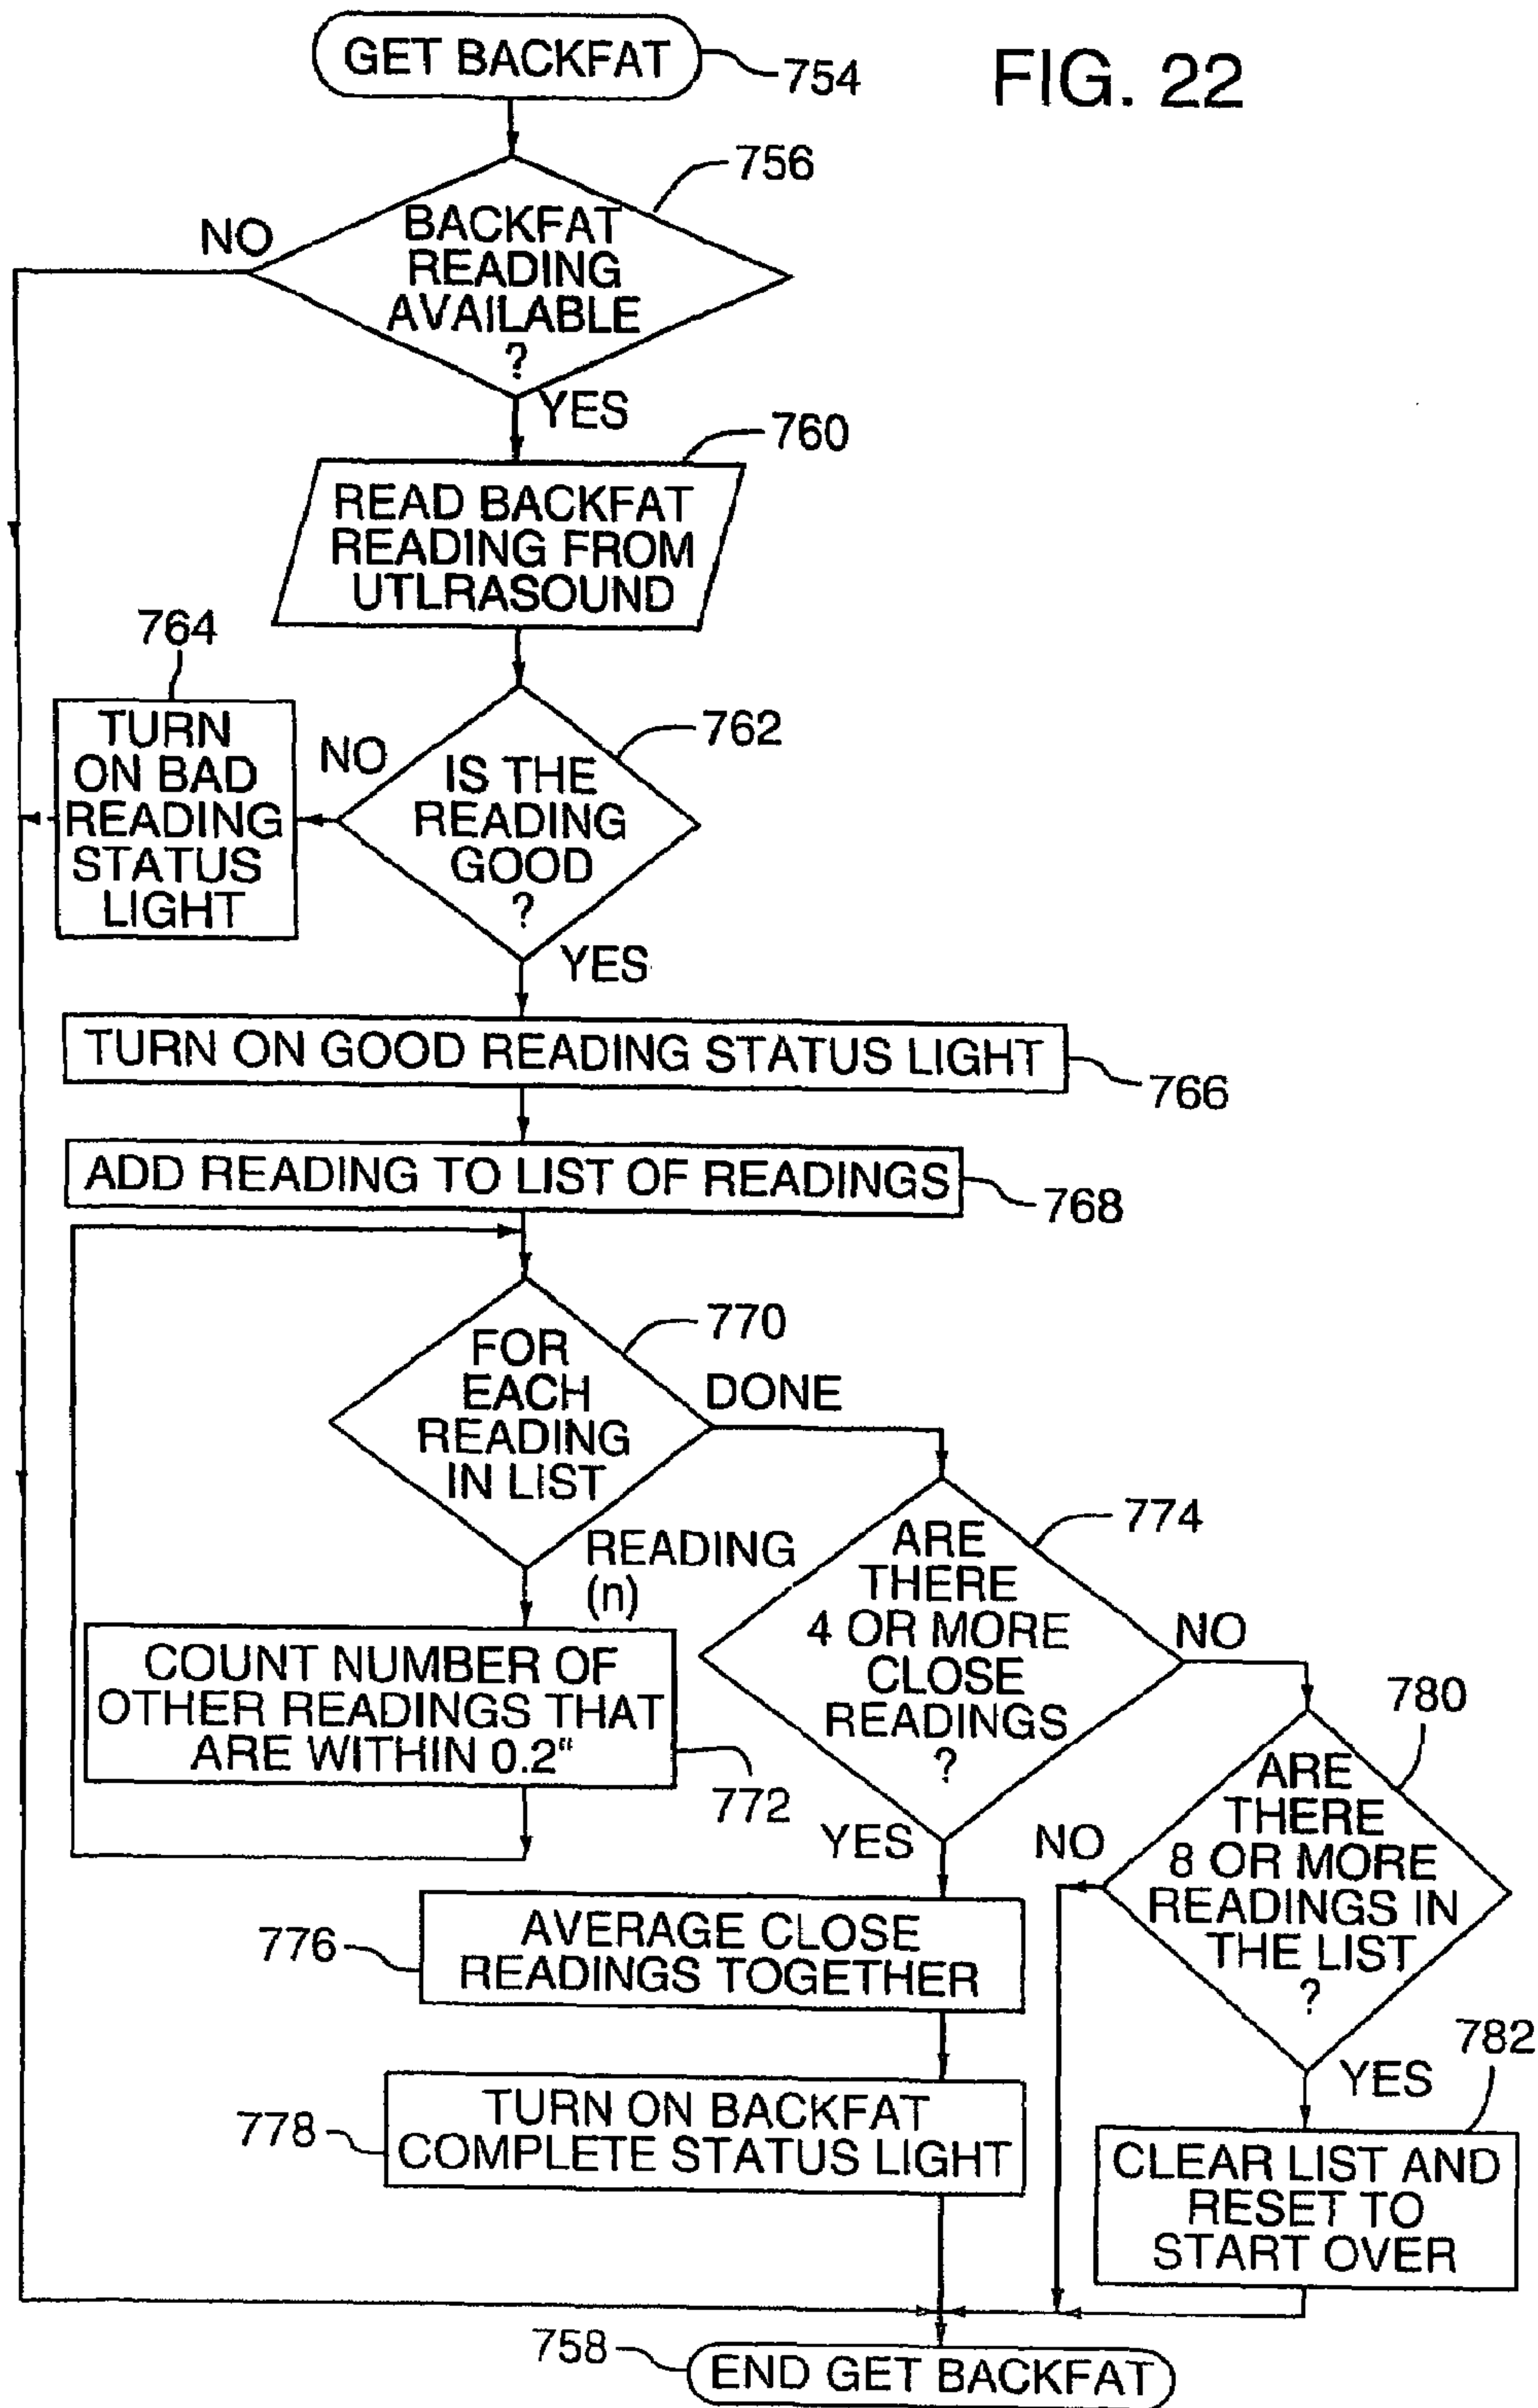 GET BACKFAT
754
FIG. 22
756
NO
BACKFAT
READING
AVAILABLE
?
YES
760
READ BACKFAT
READING FROM
UTLRASOUND
764
TURN
ON BAD
READING
STATUS
LIGHT
NO
762
IS THE
READING
GOOD
?
YES
TURN ON GOOD READING STATUS LIGHT
766
ADD READING TO LIST OF READINGS
768
770
FOR
EACH
READING
IN LIST
DONE
READING
(n)
COUNT NUMBER OF
OTHER READINGS THAT
ARE WITHIN 0.2"
772
774
ARE
THERE
4 OR MORE
CLOSE
READINGS
?
NO
YES
780
ARE
THERE
8 OR MORE
READINGS IN
THE LIST
?
NO
YES
776
AVERAGE CLOSE
READINGS TOGETHER
778
TURN ON BACKFAT
COMPLETE STATUS LIGHT
782
CLEAR LIST AND
RESET TO
START OVER
758
END GET BACKFAT